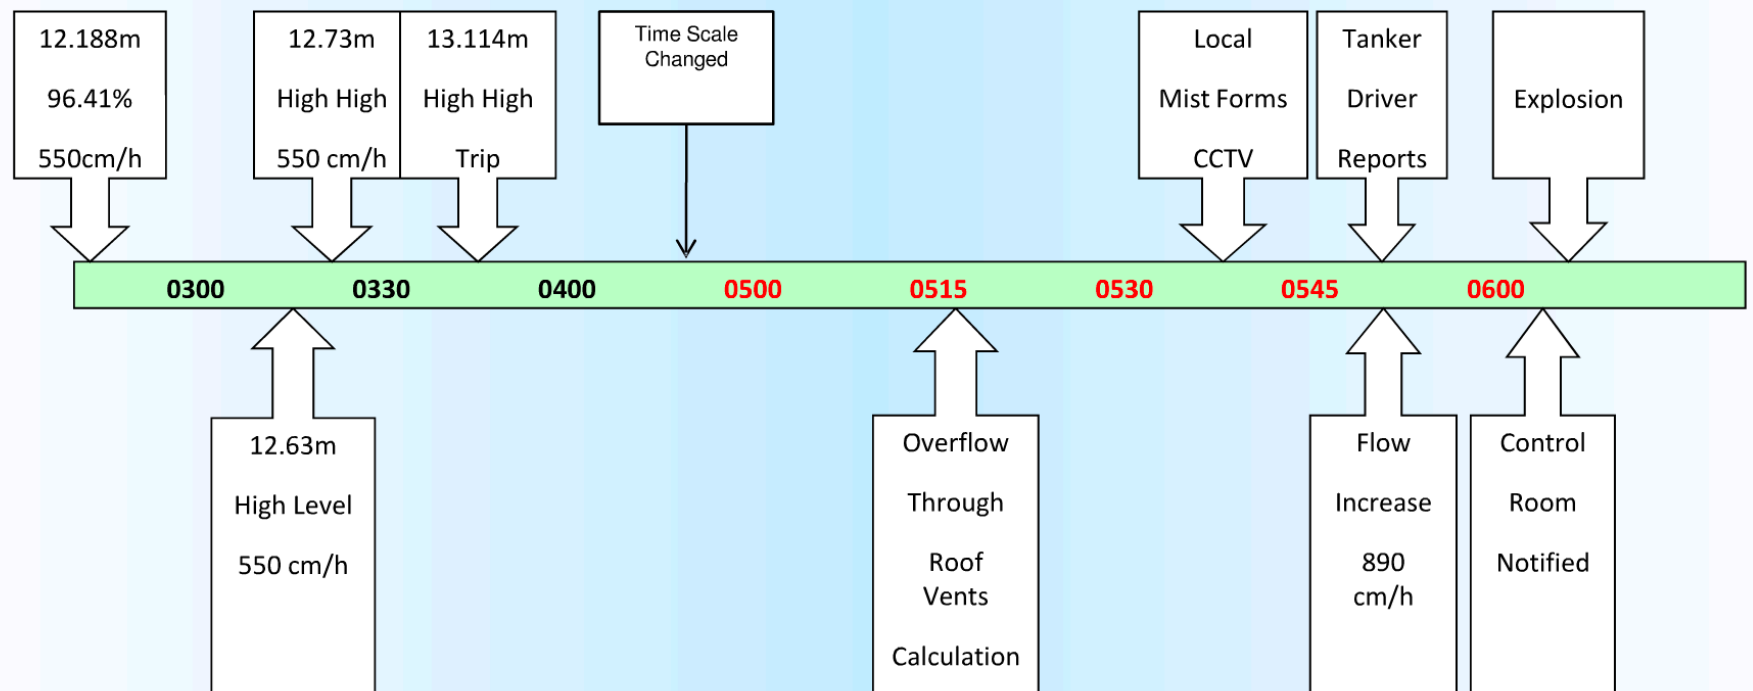 12.188m
96.41%
550cm/h
12.73m
High High
550 cm/h
13.114m
High High
Trip
Time Scale
Changed
Local
Mist Forms
CCTV
Tanker
Driver
Reports
Explosion
0300 0330 0400 0500 0515 0530 0545 0600
12.63m
High Level
550 cm/h
Overflow
Through
Roof
Vents
Calculation
Flow
Increase
890
cm/h
Control
Room
Notified